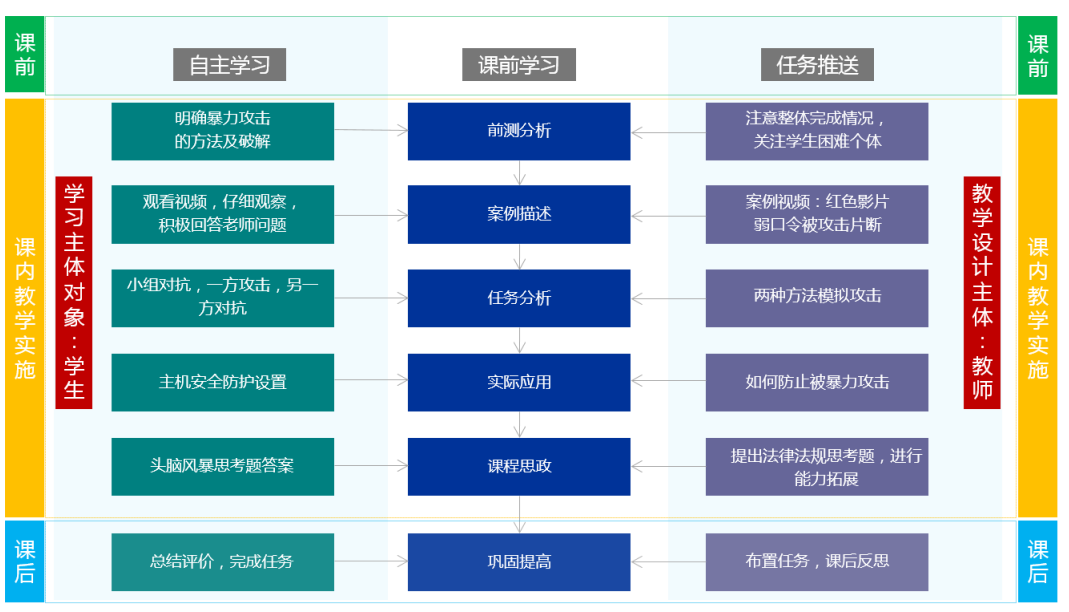 课前
自主学习
课前学习
任务推送
课前
课内教学实施
学习主体对象：学生
明确暴力攻击
的方法及破解
前测分析
注意整体完成情况，
关注学生困难个体
观看视频，仔细观察，
积极回答老师问题
案例描述
案例视频：红色影片
弱口令被攻击片断
小组对抗，一方攻击，另一
方对抗
任务分析
两种方法模拟攻击
主机安全防护设置
实际应用
如何防止被暴力攻击
头脑风暴思考题答案
课程思政
提出法律法规思考题，进行
能力拓展
教学设计主体：教师
课内教学实施
课后
总结评价，完成任务
巩固提高
布置任务，课后反思
课后